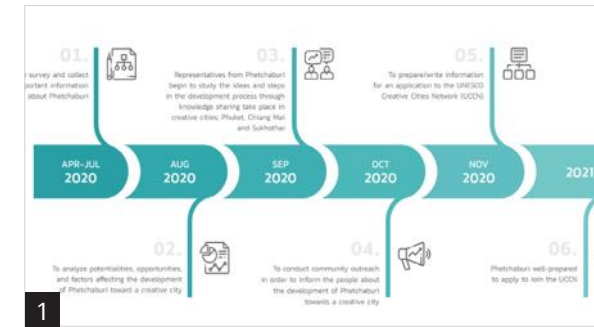 01.
survey and collect
portant information
about Phetchaburi
03.
Representatives from Phetchaburi
begin to study the ideas and steps
in the development process through
knowledge sharing take place in
creative cities; Phuket, Chiang Mai
and Sukhothai
05.
To prepare/write information
for an application to the UNESCO
Creative Cities Network (UCCN)
APR-JUL
2020
AUG
2020
SEP
2020
OCT
2020
NOV
2020
2021
02.
To analyze potentialities, opportunities,
and factors affecting the development
of Phetchaburi toward a creative city
04.
To conduct community outreach
in order to inform the people about
the development of Phetchaburi
towards a creative city
06.
Phetchaburi well-prepared
to apply to join the UCCN
1